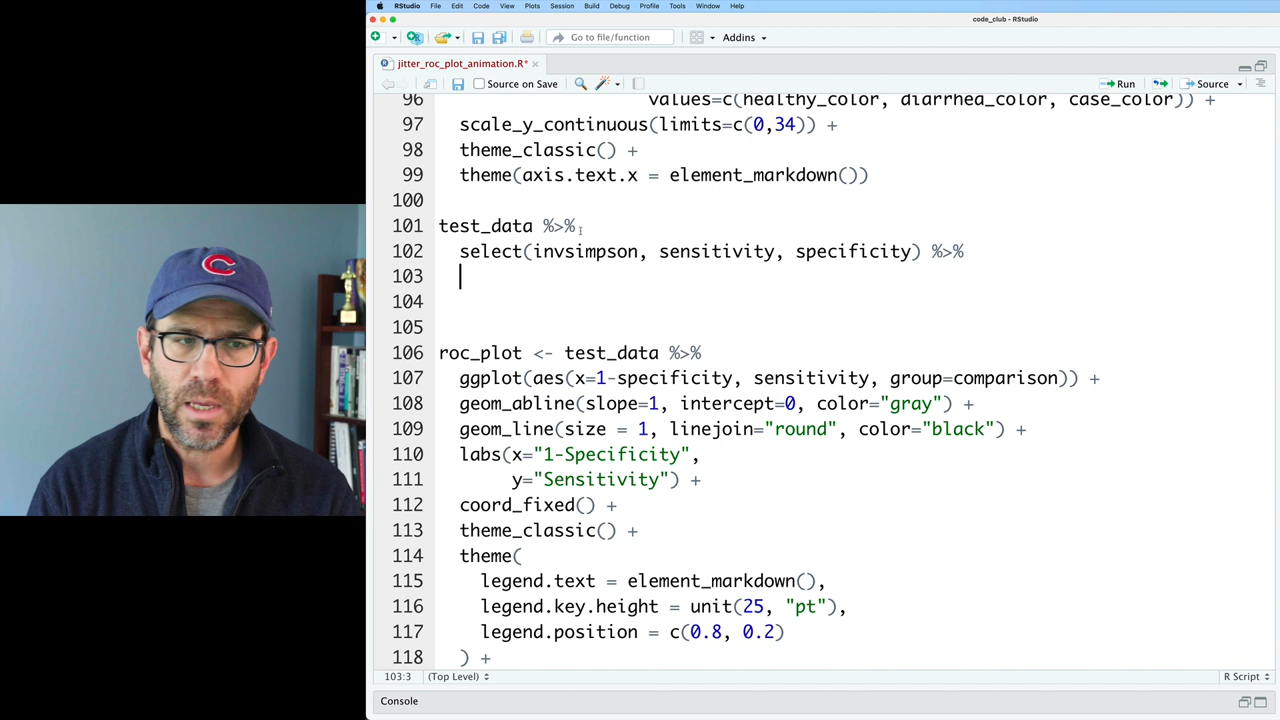 RStudio File Edit Code View Plots Session Build Debug Profile Tools Window Help
code_club - RStudio
Go to file/function Addins
jitter_roc_plot_animation.R*
Source on Save Run Source
96 values=c(healthy_color, diarrhea_color, case_color)) +
97 scale_y_continuous(limits=c(0,34)) +
98 theme_classic() +
99 theme(axis.text.x = element_markdown())
100
101 test_data %>%
102 select(invsimpson, sensitivity, specificity) %>%
103
104
105
106 roc_plot <- test_data %>%
107 ggplot(aes(x=1-specificity, sensitivity, group=comparison)) +
108 geom_abline(slope=1, intercept=0, color="gray") +
109 geom_line(size = 1, linejoin="round", color="black") +
110 labs(x="1-Specificity",
111 y="Sensitivity") +
112 coord_fixed() +
113 theme_classic() +
114 theme(
115 legend.text = element_markdown(),
116 legend.key.height = unit(25, "pt"),
117 legend.position = c(0.8, 0.2)
118 ) +
103:3 (Top Level) R Script
Console
C